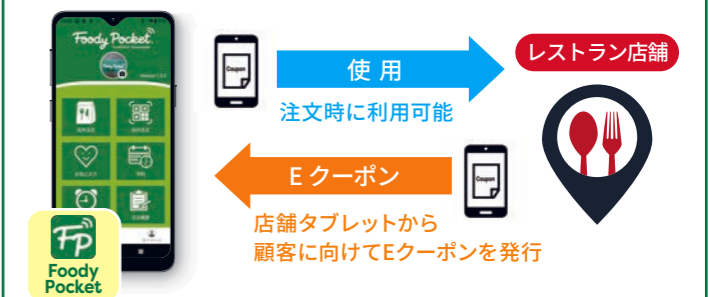 Foody Pocket
Coupon
使 用
注文時に利用可能
レストラン店舗
E クーポン
Coupon
店舗タブレットから
顧客に向けてEクーポンを発行
FP
Foody
Pocket